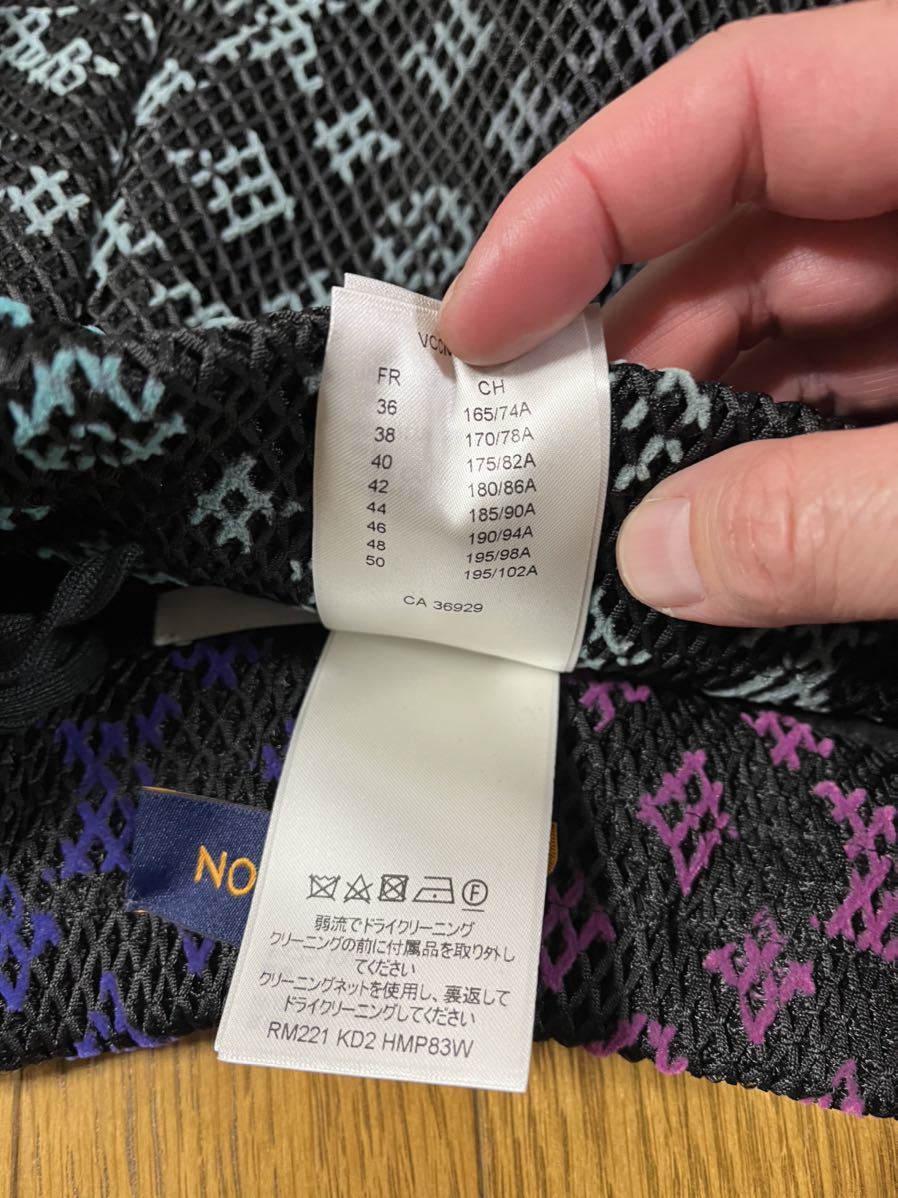 FR CH
36 165/74A
38 170/78A
40 175/82A
42 180/86A
44 185/90A
46 190/94A
48 195/98A
50 195/102A
CA 36929
NO
F
弱流でドライクリーニング
クリーニングの前に付属品を取り外し
てください
クリーニングネットを使用し、裏返して
ドライクリーニングしてください
RM221 KD2 HMP83W